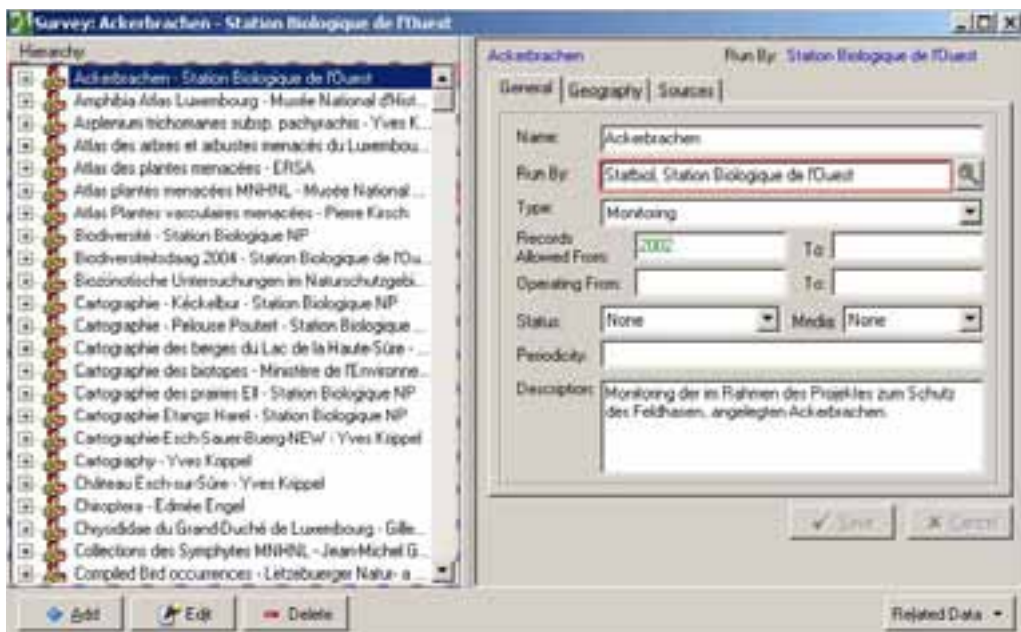 Survey: Ackerbrachen - Station Biologique de l'Ouest
Hierarchy
Ackerbrachen - Station Biologique de l'Ouest
Amphibia Atlas Luxembourg - Musée National d'Hist...
Asplenium trichomanes subsp. pachyrachis - Yves K...
Atlas des arbres et arbustes menacés du Luxembou...
Atlas des plantes menacées - ERSA
Atlas plantes menacées MNHNL - Musée National ...
Atlas Plantes vasculaires menacées - Pierre Kirsch
Biodiversité - Station Biologique NP
Biodiversiteitsdaag 2004 - Station Biologique de l'Ou...
Biozönotische Untersuchungen im Naturschutzgebi...
Cartographie - Kéckelbur - Station Biologique NP
Cartographie - Pelouse Poutert - Station Biologique ...
Cartographie des berges du Lac de la Haute-Sûre - ...
Cartographie des biotopes - Ministère de l'Environne...
Cartographie des prairies Ell - Station Biologique NP
Cartographie Etangs Harel - Station Biologique NP
Cartographie-Esch-Sauer-Buerg-NEW - Yves Krippel
Cartography - Yves Krippel
Château Esch-sur-Sûre - Yves Krippel
Chiroptera - Edmée Engel
Chrysididae du Grand-Duché de Luxembourg - Gille...
Collections des Symphytes MNHNL - Jean-Michel G...
Compiled Bird occurrences - Lëtzebuerger Natur- a...
Add Edit Delete
Ackerbrachen Run By: Station Biologique de l'Ouest
General Geography Sources
Name: Ackerbrachen
Run By: Statbiol, Station Biologique de l'Ouest
Type: Monitoring
Records Allowed From: 2002 To:
Operating From: To:
Status: None Media: None
Periodicity:
Description: Monitoring der im Rahmen des Projektes zum Schutz
des Feldhasen, angelegten Ackerbrachen.
Save Cancel
Related Data